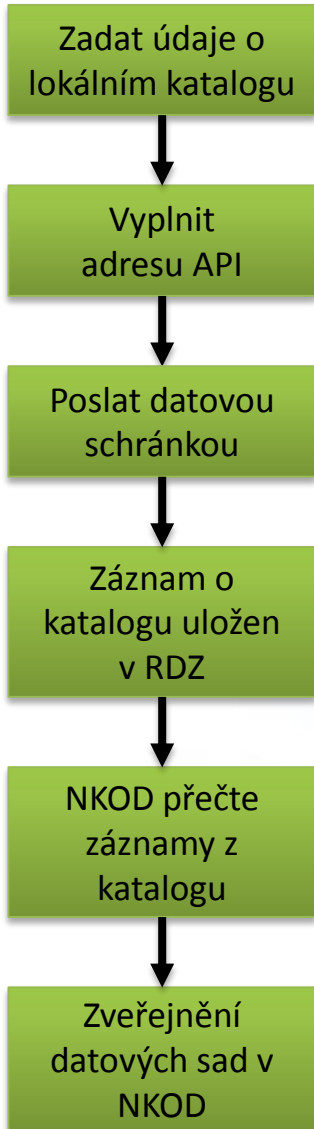 Zadat údaje o
lokálním katalogu
Vyplnit
adresu API
Poslat datovou
schránkou
Záznam o
katalogu uložen
v RDZ
NKOD přečte
záznamy z
katalogu
Zveřejnění
datových sad v
NKOD